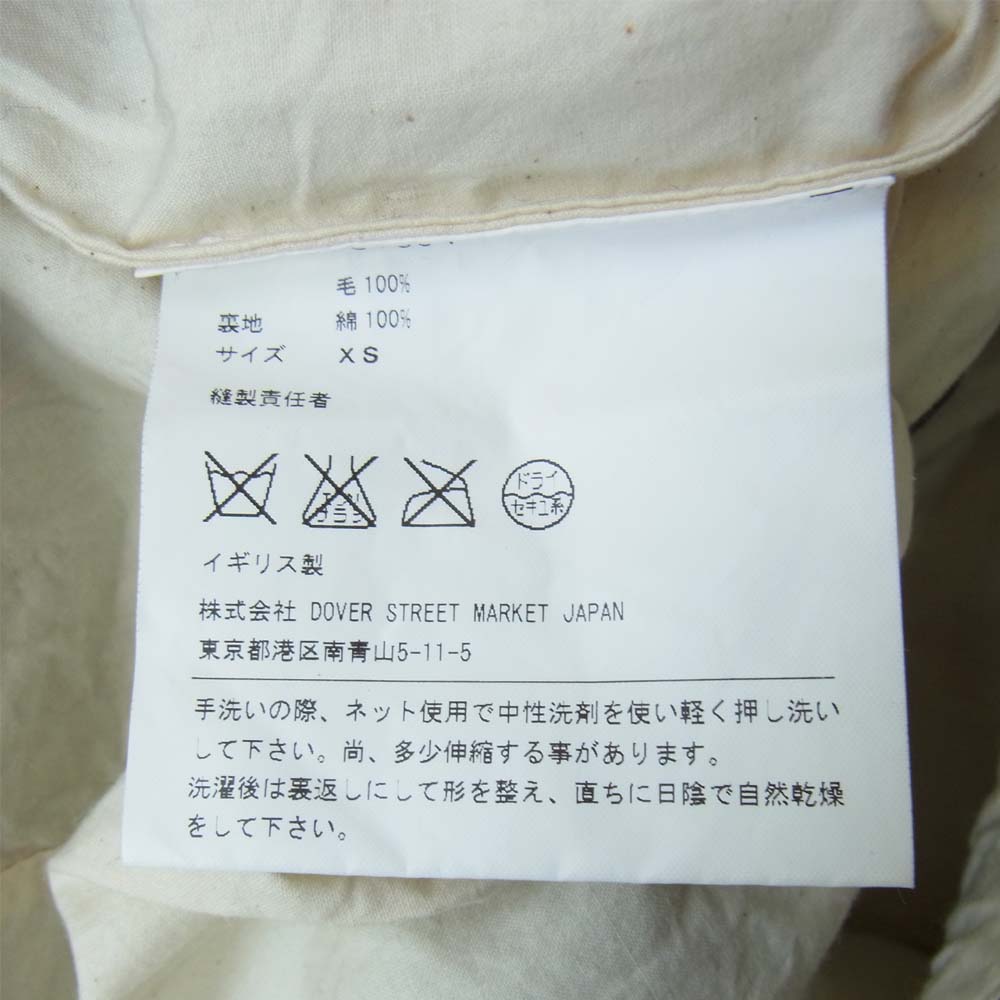 毛 100%
裏地 綿 100%
サイズ XS
縫製責任者
ドライ
セキユ系
イギリス製
株式会社 DOVER STREET MARKET JAPAN
東京都港区南青山5-11-5
手洗いの際、ネット使用で中性洗剤を使い軽く押し洗い
して下さい。尚、多少伸縮する事があります。
洗濯後は裏返しにして形を整え、直ちに日陰で自然乾燥
をして下さい。